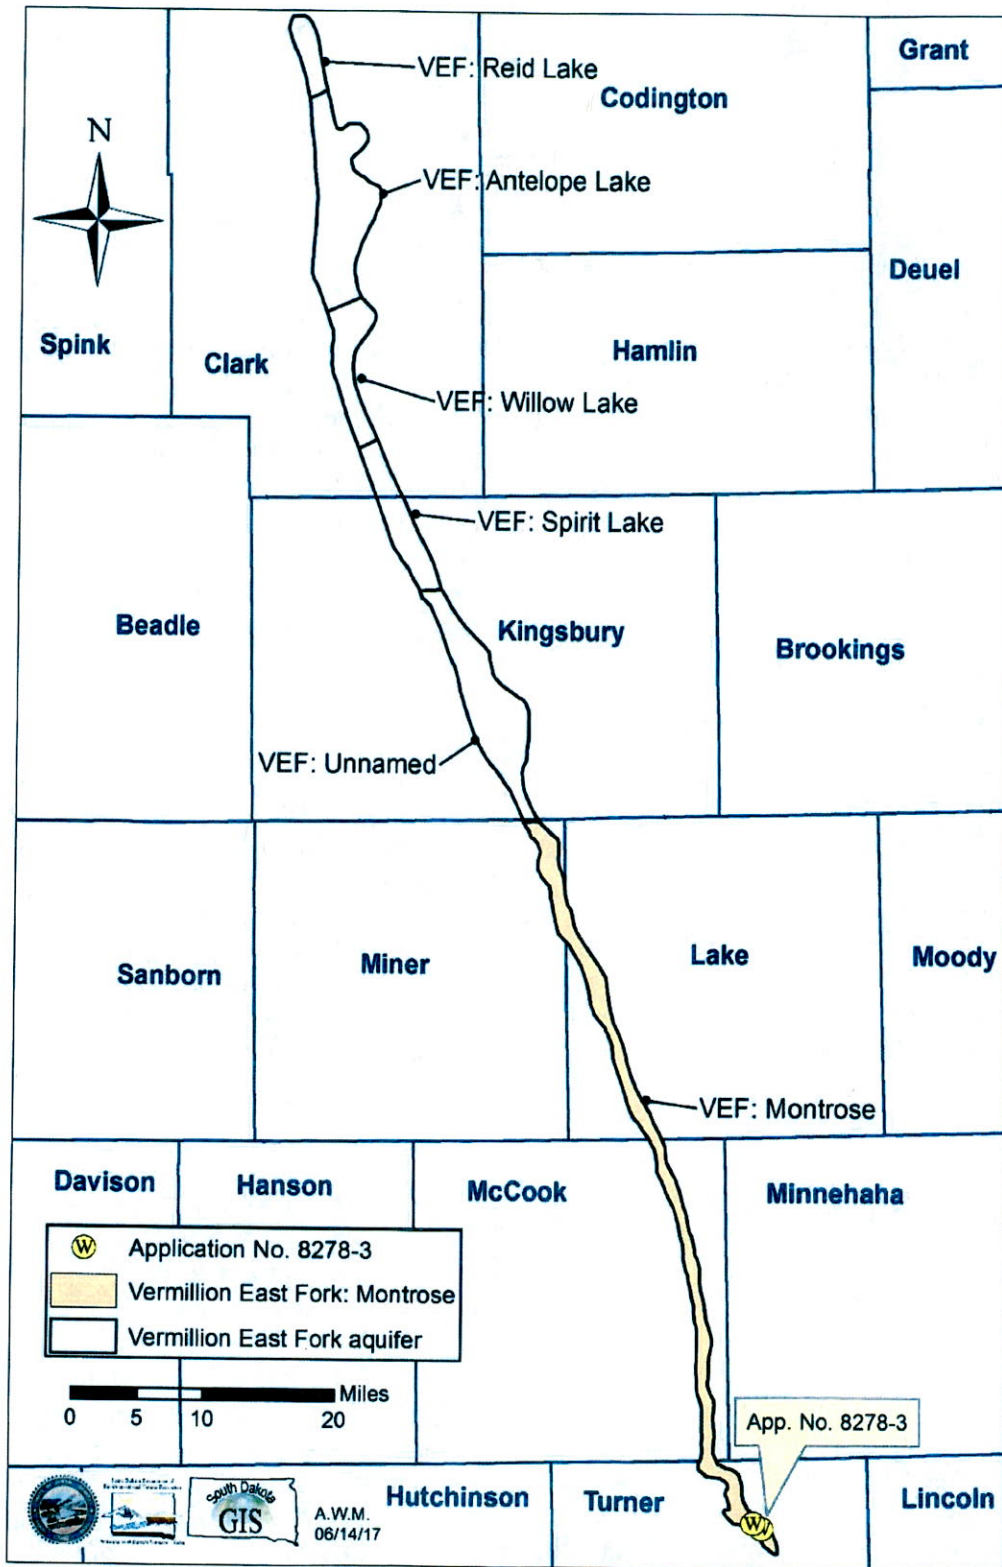 Grant
VEF: Reid Lake
Codington
N
VEF: Antelope Lake
Deuel
Spink
Clark
Hamlin
VEF: Willow Lake
VEF: Spirit Lake
Beadle
Kingsbury
Brookings
VEF: Unnamed
Sanborn
Miner
Lake
Moody
VEF: Montrose
Davison
Hanson
McCook
Minnehaha
W Application No. 8278-3
Vermillion East Fork: Montrose
Vermillion East Fork aquifer
Miles
0 5 10 20
App. No. 8278-3
South Dakota
GIS
A.W.M.
06/14/17
Hutchinson
Turner
Lincoln
W W